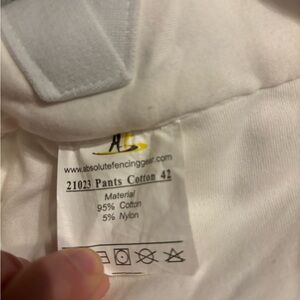 www.absolutefencinggear.com
21023 Pants Cotton 42
Material
95% Cotton
5% Nylon